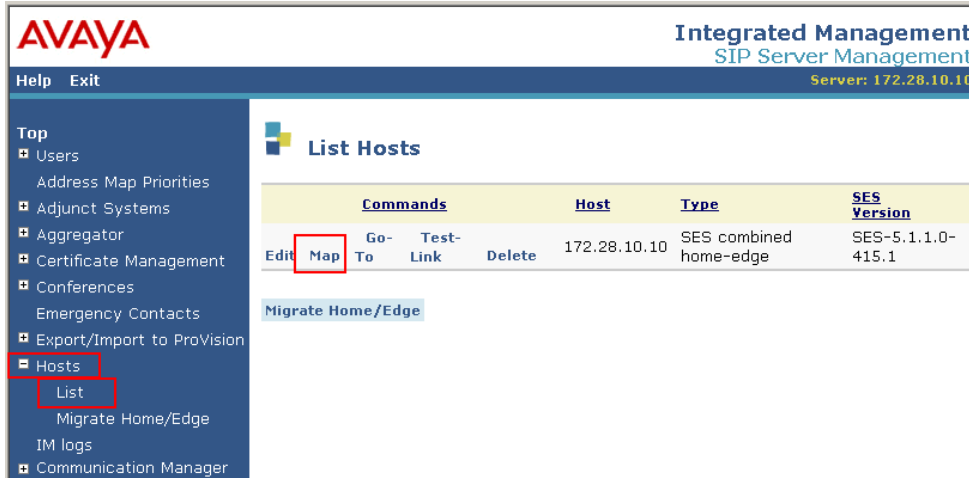 AVAYA
Integrated Management
SIP Server Management
Help Exit
Server: 172.28.10.10
Top
Users
Address Map Priorities
Adjunct Systems
Aggregator
Certificate Management
Conferences
Emergency Contacts
Export/Import to ProVision
Hosts
List
Migrate Home/Edge
IM logs
Communication Manager
List Hosts
Commands Host Type SES Version
Edit Map Go-To Test-Link Delete 172.28.10.10 SES combined home-edge SES-5.1.1.0-415.1
Migrate Home/Edge